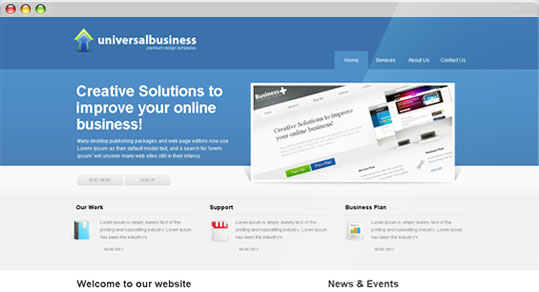 universalbusiness
premium design templates
Home Services About Us Contact Us
Creative Solutions to
improve your online
business!
Many desktop publishing packages and web page editors now use
Lorem Ipsum as their default model text, and a search for 'lorem
ipsum' will uncover many web sites still in their infancy.
READ MORE SIGN UP
Business+
Creative Solutions to improve your
online business!
Sign Up Price Plan
Our Work
Lorem Ipsum is simply dummy text of the
printing and typesetting industry. Lorem Ipsum
has been the industry's
MORE INFO
Support
Lorem Ipsum is simply dummy text of the
printing and typesetting industry. Lorem Ipsum
has been the industry's
MORE INFO
Business Plan
Lorem Ipsum is simply dummy text of the
printing and typesetting industry. Lorem Ipsum
has been the industry's
MORE INFO
Welcome to our website
News & Events